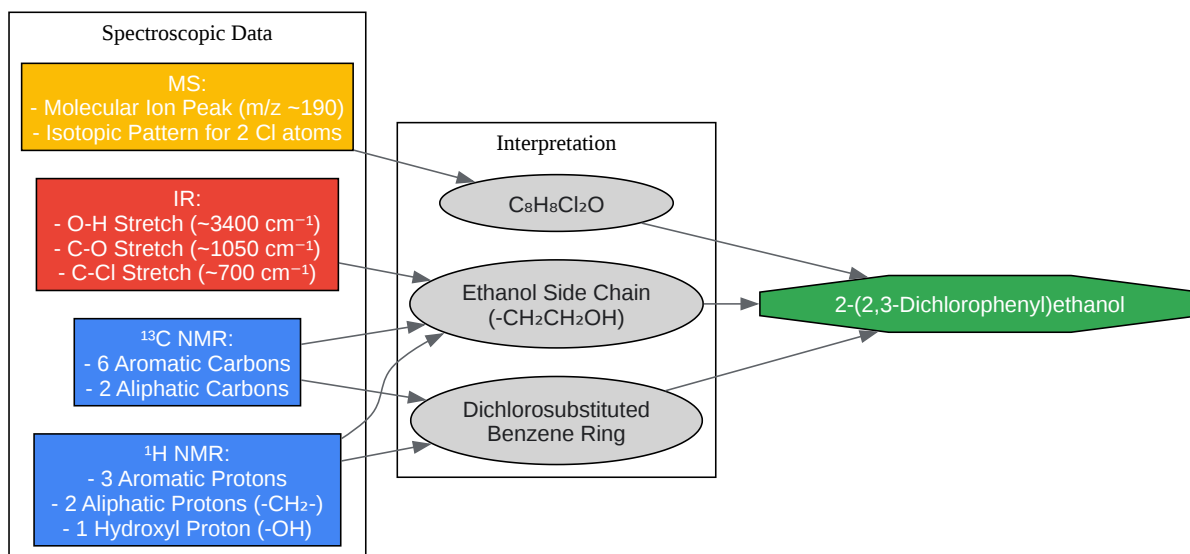 Spectroscopic Data
MS:
- Molecular Ion Peak (m/z ~190)
- Isotopic Pattern for 2 Cl atoms
IR:
- O-H Stretch (~3400 cm⁻¹)
- C-O Stretch (~1050 cm⁻¹)
- C-Cl Stretch (~700 cm⁻¹)
¹³C NMR:
- 6 Aromatic Carbons
- 2 Aliphatic Carbons
¹H NMR:
- 3 Aromatic Protons
- 2 Aliphatic Protons (-CH₂-)
- 1 Hydroxyl Proton (-OH)
Interpretation
C₈H₈Cl₂O
Ethanol Side Chain
(-CH₂CH₂OH)
Dichlorosubstituted
Benzene Ring
2-(2,3-Dichlorophenyl)ethanol